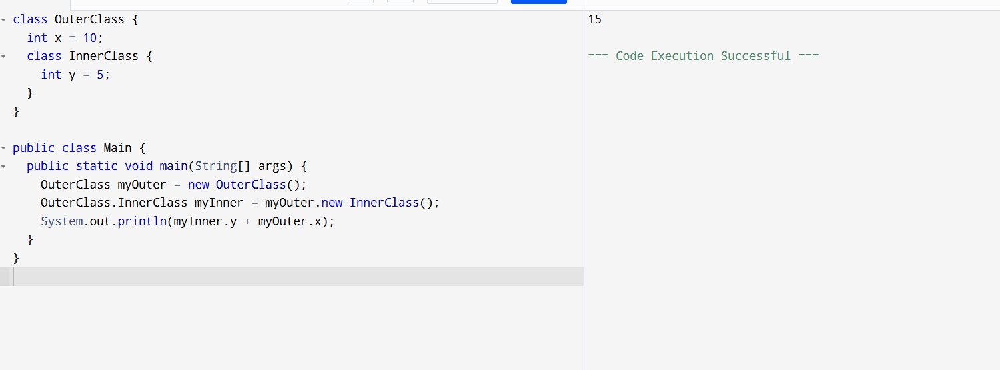 class OuterClass {
int x = 10;
class InnerClass {
int y = 5;
}
}
public class Main {
public static void main(String[] args) {
OuterClass myOuter = new OuterClass();
OuterClass.InnerClass myInner = myOuter.new InnerClass();
System.out.println(myInner.y + myOuter.x);
}
}
15
=== Code Execution Successful ===